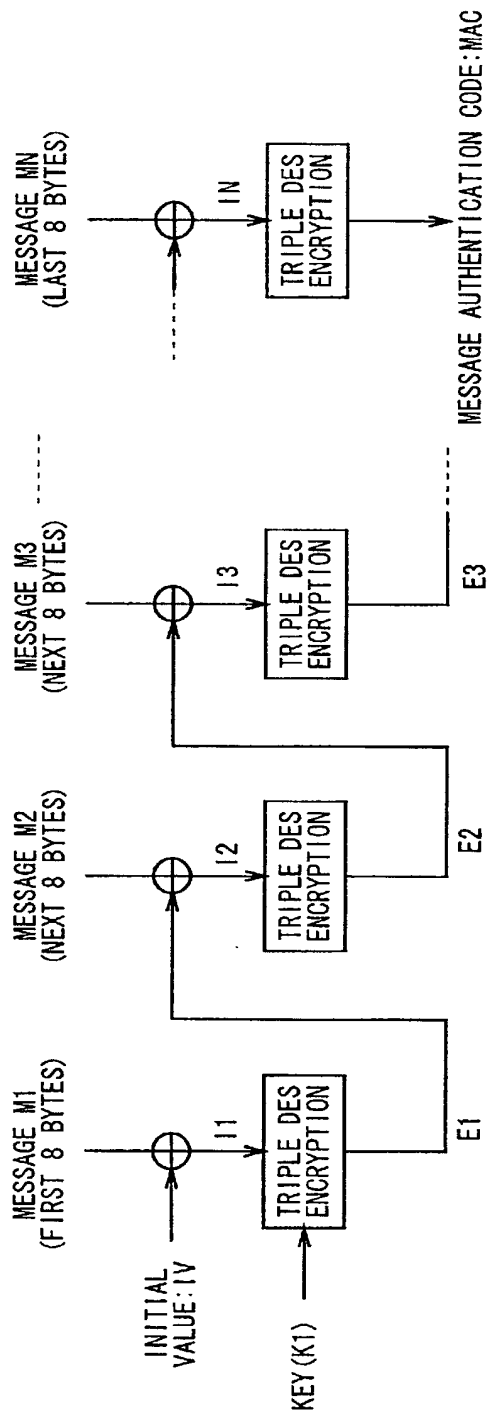 MESSAGE M1
(FIRST 8 BYTES)
MESSAGE M2
(NEXT 8 BYTES)
MESSAGE M3
(NEXT 8 BYTES)
MESSAGE MN
(LAST 8 BYTES)
INITIAL
VALUE:IV
I1
I2
I3
IN
KEY(K1)
TRIPLE DES
ENCRYPTION
TRIPLE DES
ENCRYPTION
TRIPLE DES
ENCRYPTION
TRIPLE DES
ENCRYPTION
E1
E2
E3
MESSAGE AUTHENTICATION CODE:MAC